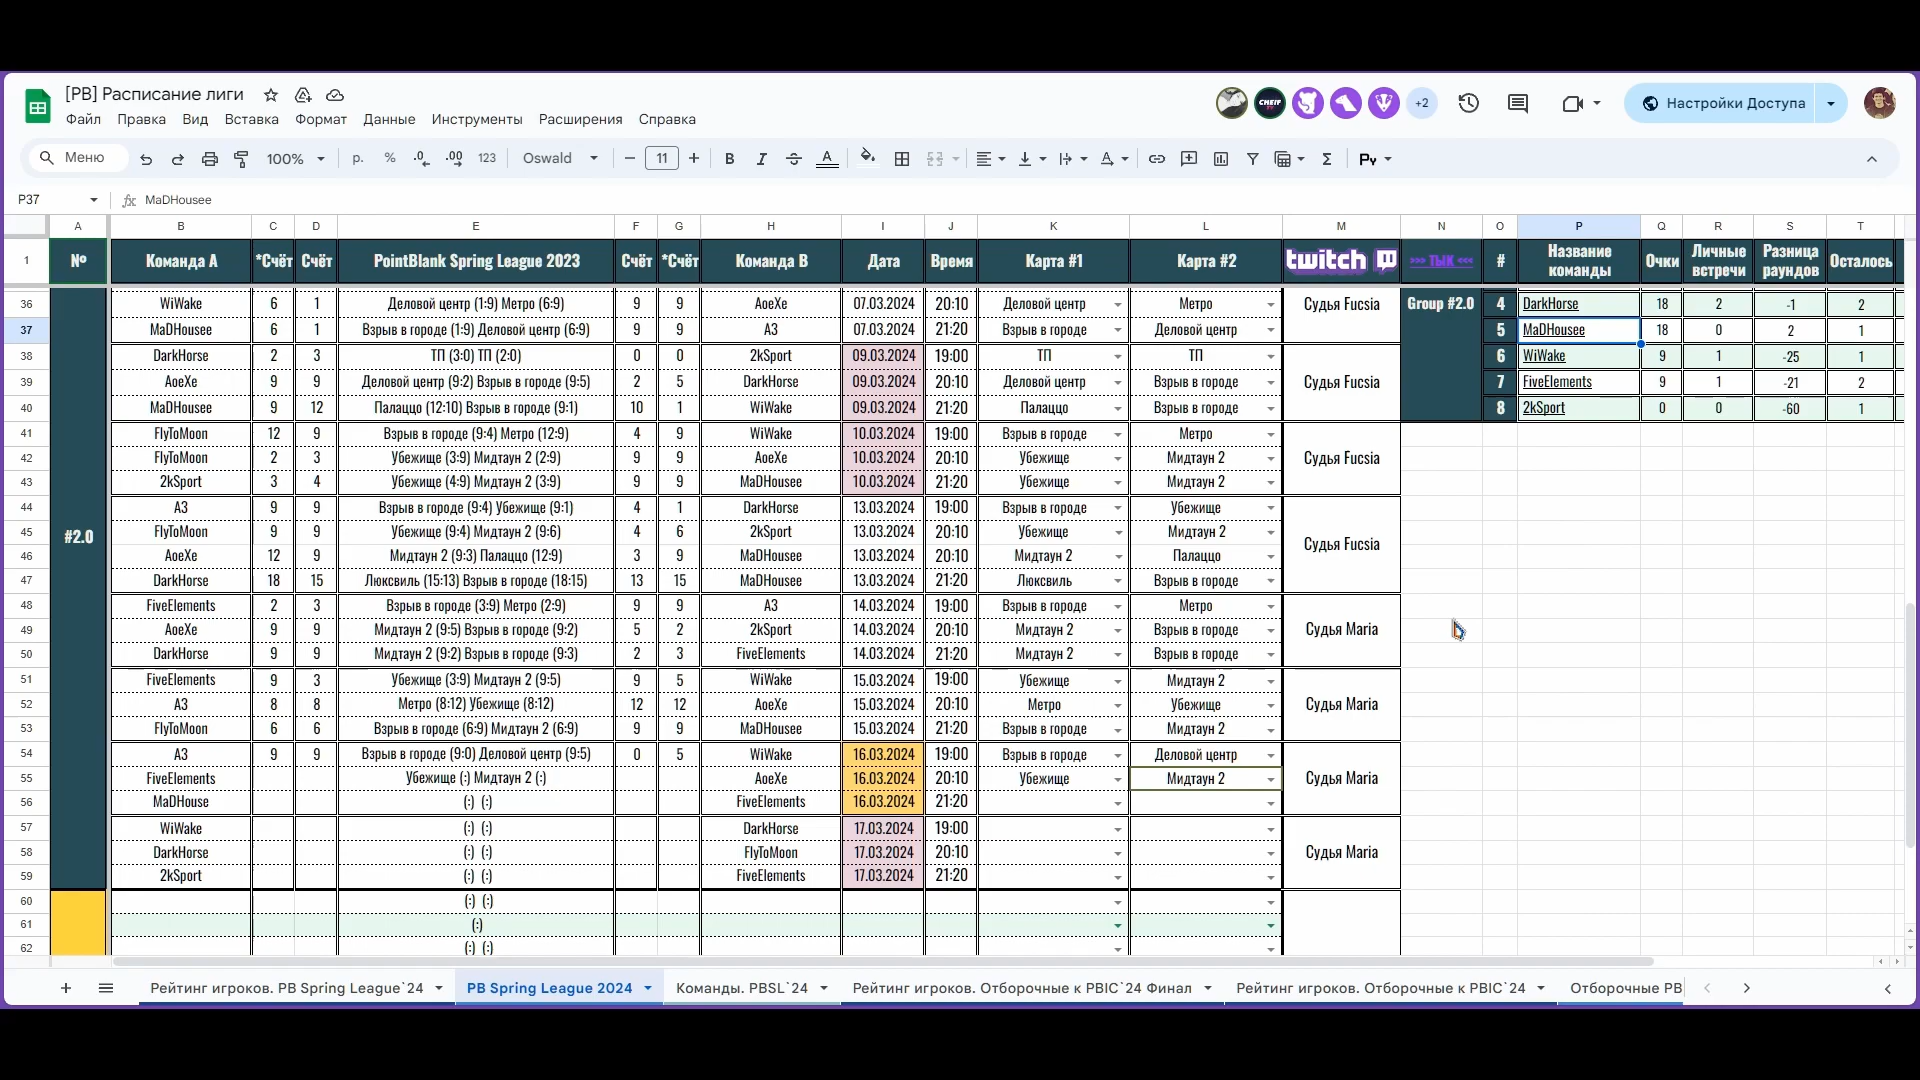 [PB] Расписание лиги
CHEIF
+2
Настройки Доступа
Файл Правка Вид Вставка Формат Данные Инструменты Расширения Справка
Меню 100% р. % .0 .00 123 Oswald 11 B I A Σ
P37 fx MaDHousee
A B C D E F G H I J K L M N O P Q R S T
1 № Команда А *Счёт Счёт PointBlank Spring League 2023 Счёт *Счёт Команда B Дата Время Карта #1 Карта #2 twitch >>> ТЫК <<< # Название команды Очки Личные встречи Разница раундов Осталось
36 WiWake 6 1 Деловой центр (1:9) Метро (6:9) 9 9 AoeXe 07.03.2024 20:10 Деловой центр Метро Судья Fucsia Group #2.0 4 DarkHorse 18 2 -1 2
37 MaDHousee 6 1 Взрыв в городе (1:9) Деловой центр (6:9) 9 9 A3 07.03.2024 21:20 Взрыв в городе Деловой центр 5 MaDHousee 18 0 2 1
38 DarkHorse 2 3 ТП (3:0) ТП (2:0) 0 0 2kSport 09.03.2024 19:00 ТП ТП 6 WiWake 9 1 -25 1
39 AoeXe 9 9 Деловой центр (9:2) Взрыв в городе (9:5) 2 5 DarkHorse 09.03.2024 20:10 Деловой центр Взрыв в городе Судья Fucsia 7 FiveElements 9 1 -21 2
40 MaDHousee 9 12 Палаццо (12:10) Взрыв в городе (9:1) 10 1 WiWake 09.03.2024 21:20 Палаццо Взрыв в городе 8 2kSport 0 0 -60 1
41 FlyToMoon 12 9 Взрыв в городе (9:4) Метро (12:9) 4 9 WiWake 10.03.2024 19:00 Взрыв в городе Метро
42 FlyToMoon 2 3 Убежище (3:9) Мидтаун 2 (2:9) 9 9 AoeXe 10.03.2024 20:10 Убежище Мидтаун 2 Судья Fucsia
43 2kSport 3 4 Убежище (4:9) Мидтаун 2 (3:9) 9 9 MaDHousee 10.03.2024 21:20 Убежище Мидтаун 2
44 A3 9 9 Взрыв в городе (9:4) Убежище (9:1) 4 1 DarkHorse 13.03.2024 19:00 Взрыв в городе Убежище
45 #2.0 FlyToMoon 9 9 Убежище (9:4) Мидтаун 2 (9:6) 4 6 2kSport 13.03.2024 20:10 Убежище Мидтаун 2 Судья Fucsia
46 AoeXe 12 9 Мидтаун 2 (9:3) Палаццо (12:9) 3 9 MaDHousee 13.03.2024 20:10 Мидтаун 2 Палаццо
47 DarkHorse 18 15 Люксвиль (15:13) Взрыв в городе (18:15) 13 15 MaDHousee 13.03.2024 21:20 Люксвиль Взрыв в городе
48 FiveElements 2 3 Взрыв в городе (3:9) Метро (2:9) 9 9 A3 14.03.2024 19:00 Взрыв в городе Метро
49 AoeXe 9 9 Мидтаун 2 (9:5) Взрыв в городе (9:2) 5 2 2kSport 14.03.2024 20:10 Мидтаун 2 Взрыв в городе Судья Maria
50 DarkHorse 9 9 Мидтаун 2 (9:2) Взрыв в городе (9:3) 2 3 FiveElements 14.03.2024 21:20 Мидтаун 2 Взрыв в городе
51 FiveElements 9 3 Убежище (3:9) Мидтаун 2 (9:5) 9 5 WiWake 15.03.2024 19:00 Убежище Мидтаун 2
52 A3 8 8 Метро (8:12) Убежище (8:12) 12 12 AoeXe 15.03.2024 20:10 Метро Убежище Судья Maria
53 FlyToMoon 6 6 Взрыв в городе (6:9) Мидтаун 2 (6:9) 9 9 MaDHousee 15.03.2024 21:20 Взрыв в городе Мидтаун 2
54 A3 9 9 Взрыв в городе (9:0) Деловой центр (9:5) 0 5 WiWake 16.03.2024 19:00 Взрыв в городе Деловой центр
55 FiveElements Убежище (:) Мидтаун 2 (:) AoeXe 16.03.2024 20:10 Убежище Мидтаун 2 Судья Maria
56 MaDHouse (:) (:) FiveElements 16.03.2024 21:20
57 WiWake (:) (:) DarkHorse 17.03.2024 19:00
58 DarkHorse (:) (:) FlyToMoon 17.03.2024 20:10 Судья Maria
59 2kSport (:) (:) FiveElements 17.03.2024 21:20
60 (:) (:)
61 (:)
62 (:) (:)
Рейтинг игроков. PB Spring League`24 PB Spring League 2024 Команды. PBSL`24 Рейтинг игроков. Отборочные к PBIC`24 Финал Рейтинг игроков. Отборочные к PBIC`24 Отборочные PB